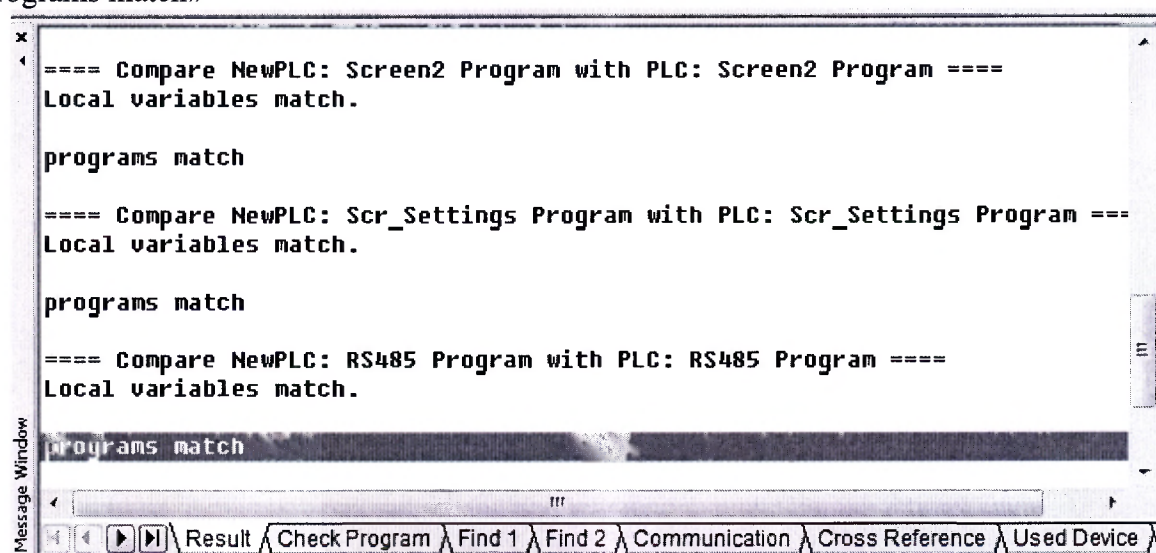 programs match»
==== Compare NewPLC: Screen2 Program with PLC: Screen2 Program ====
Local variables match.
programs match
==== Compare NewPLC: Scr_Settings Program with PLC: Scr_Settings Program ===
Local variables match.
programs match
==== Compare NewPLC: RS485 Program with PLC: RS485 Program ====
Local variables match.
programs match
Message Window
Result Check Program Find 1 Find 2 Communication Cross Reference Used Device